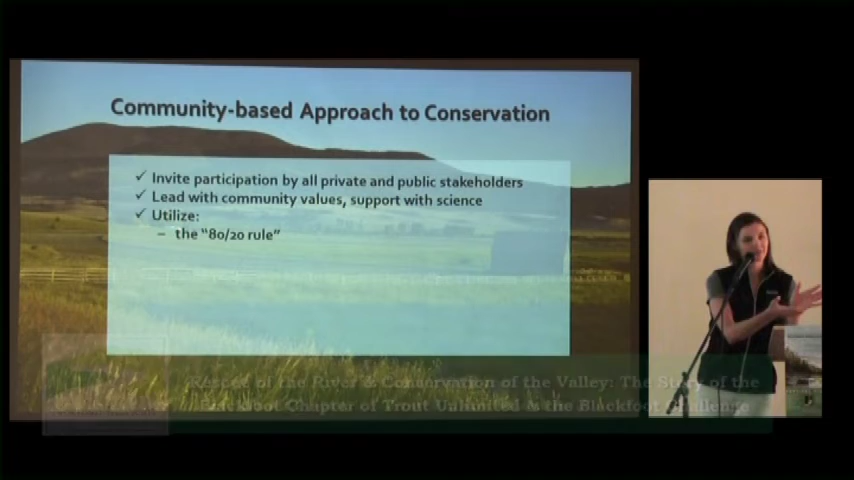 Community-based Approach to Conservation
✓ Invite participation by all private and public stakeholders
✓ Lead with community values, support with science
✓ Utilize:
– the "80/20 rule"
Rescue of the River & Conservation of the Valley: The Story of the
Blackfoot Chapter of Trout Unlimited & the Blackfoot Challenge